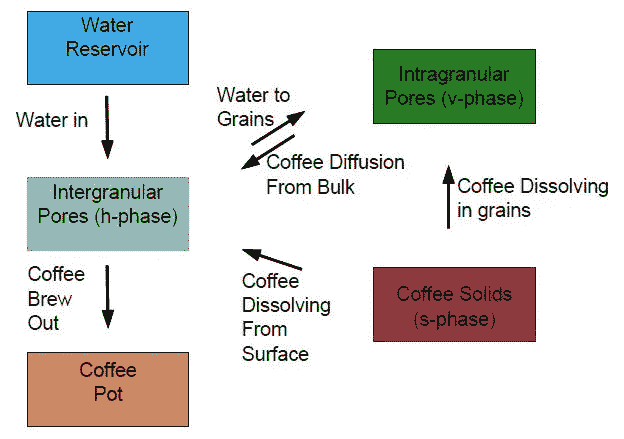 Water
Reservoir
Intragranular
Pores (v-phase)
Water in
Water to
Grains
Coffee Diffusion
From Bulk
Intergranular
Pores (h-phase)
Coffee Dissolving
in grains
Coffee
Brew
Out
Coffee
Dissolving
From
Surface
Coffee Solids
(s-phase)
Coffee
Pot